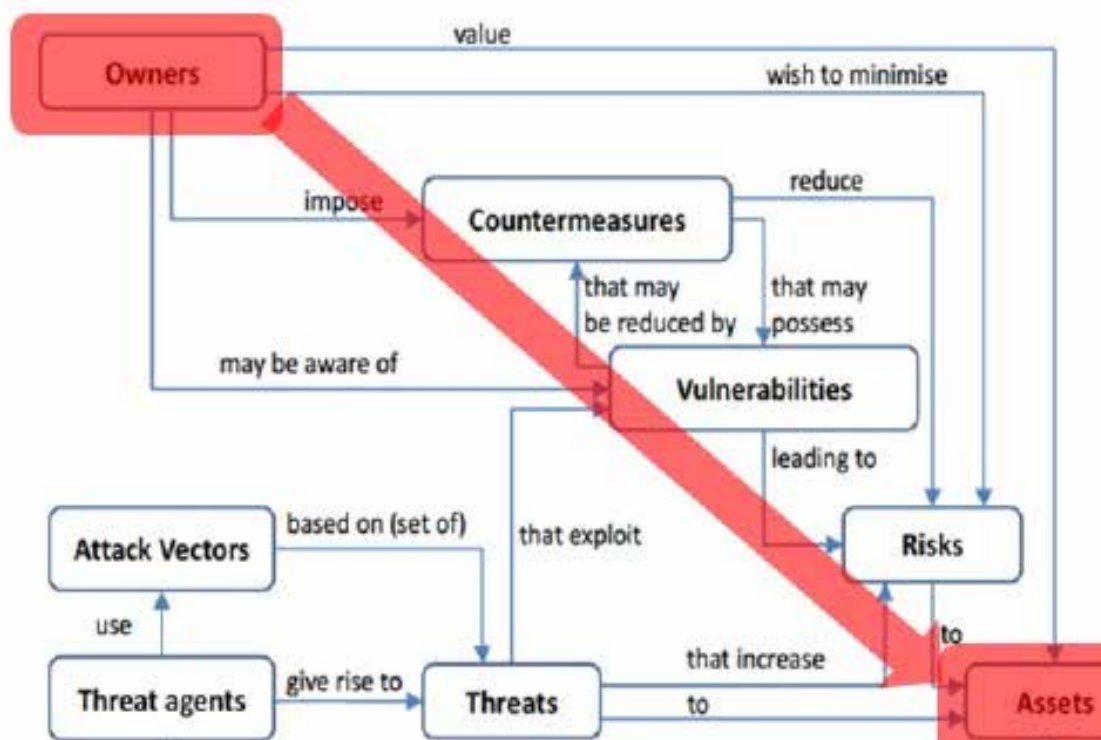 value
Owners
wish to minimise
reduce
impose
Countermeasures
that may
be reduced by
that may
possess
may be aware of
Vulnerabilities
leading to
based on (set of)
that exploit
Attack Vectors
Risks
use
to
that increase
give rise to
Threat agents
Threats
to
Assets